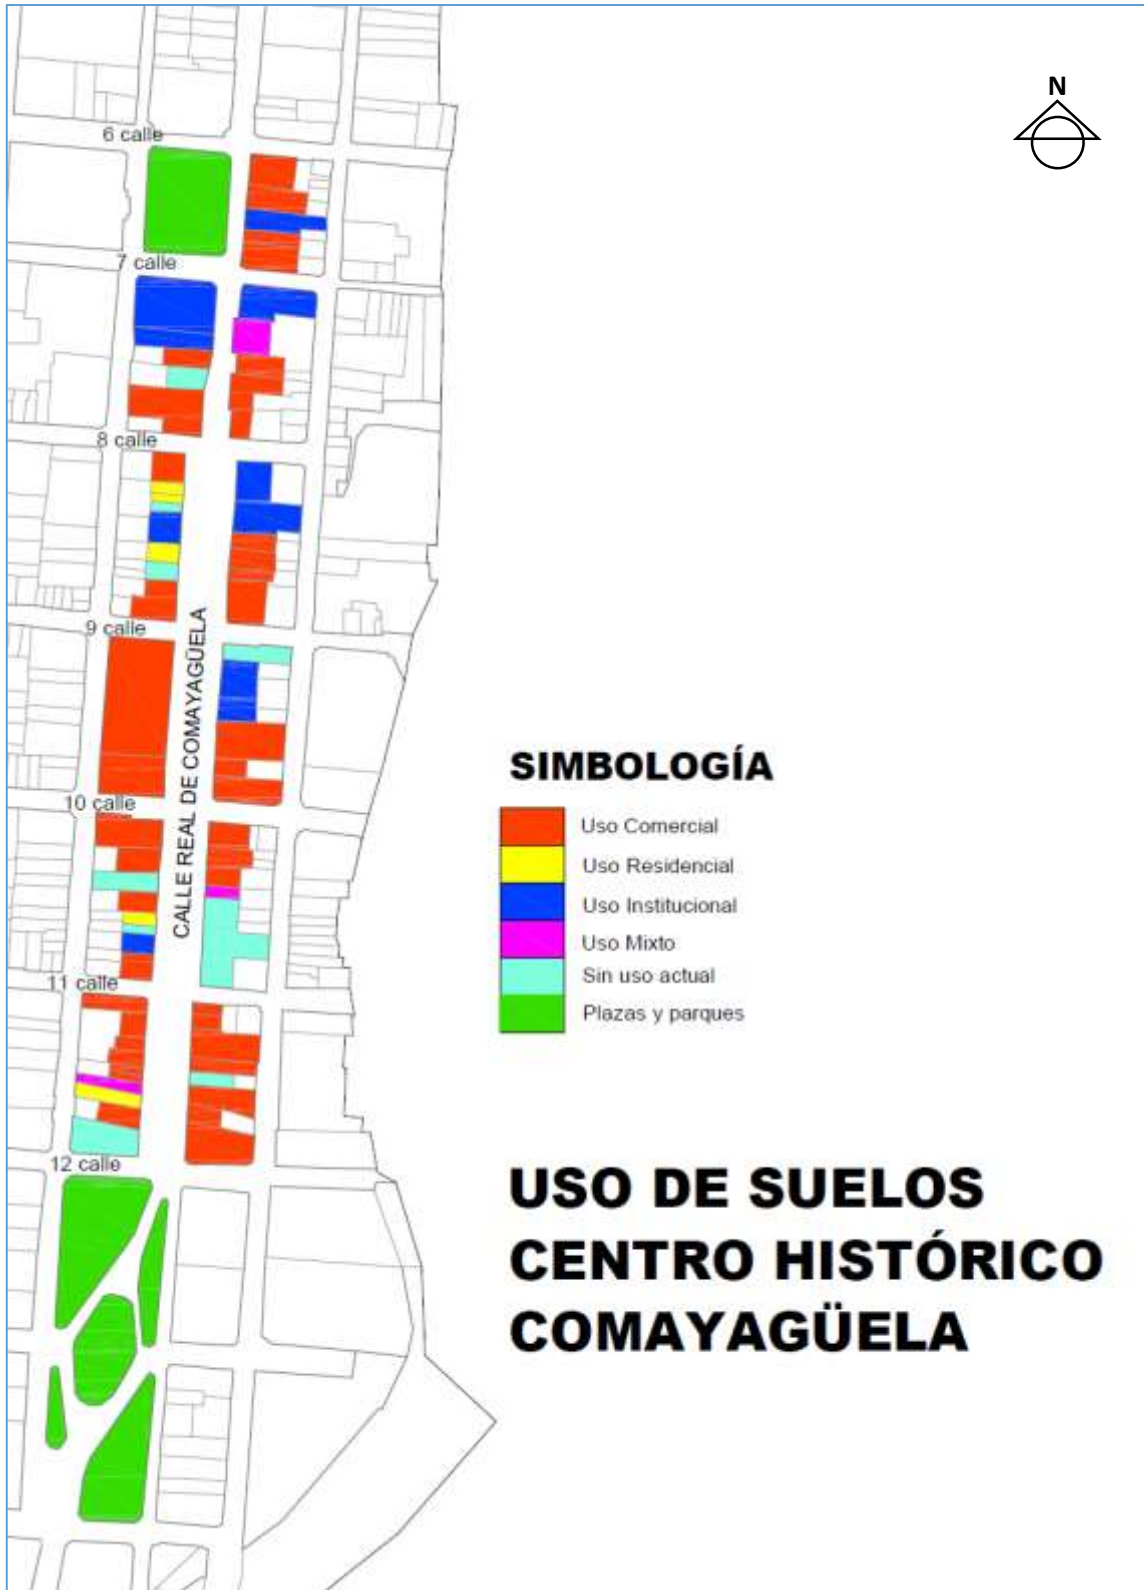 N
6 calle
7 calle
8 calle
9 calle
CALLE REAL DE COMAYAGÜELA
10 calle
11 calle
12 calle
SIMBOLOGÍA
Uso Comercial
Uso Residencial
Uso Institucional
Uso Mixto
Sin uso actual
Plazas y parques
USO DE SUELOS
CENTRO HISTÓRICO
COMAYAGÜELA